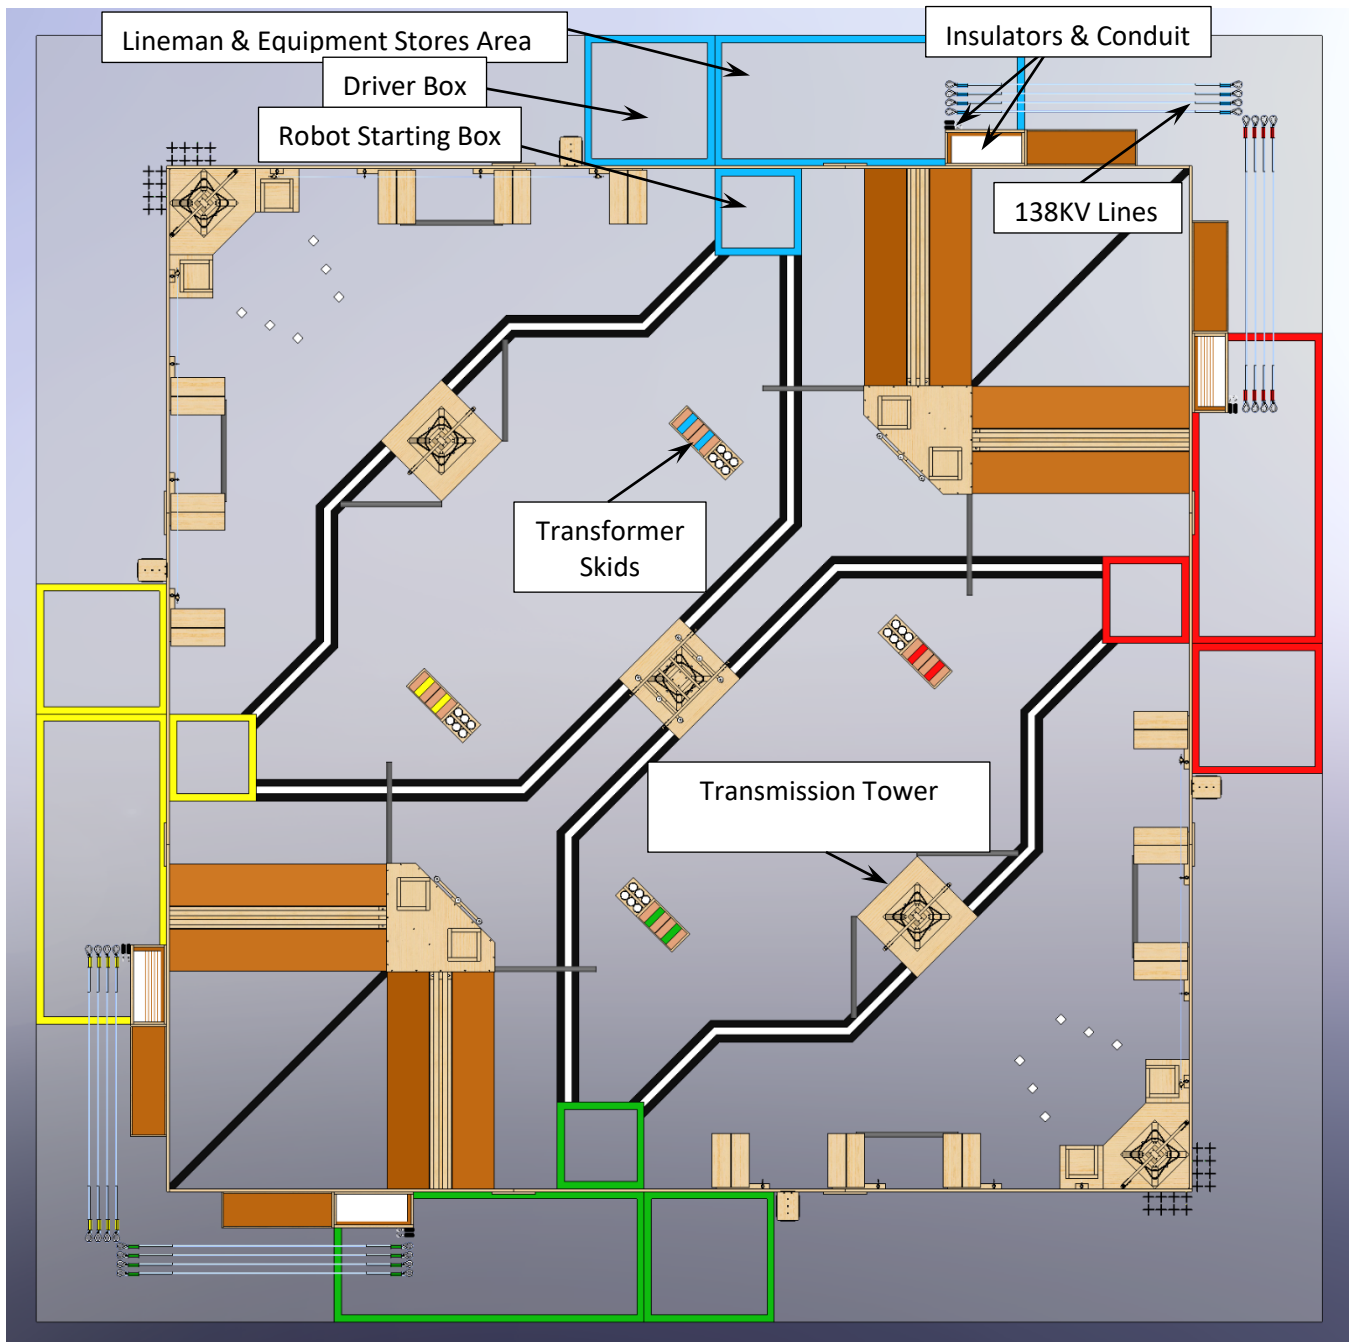 Lineman & Equipment Stores Area
Driver Box
Robot Starting Box
Insulators & Conduit
138KV Lines
Transformer
Skids
Transmission Tower